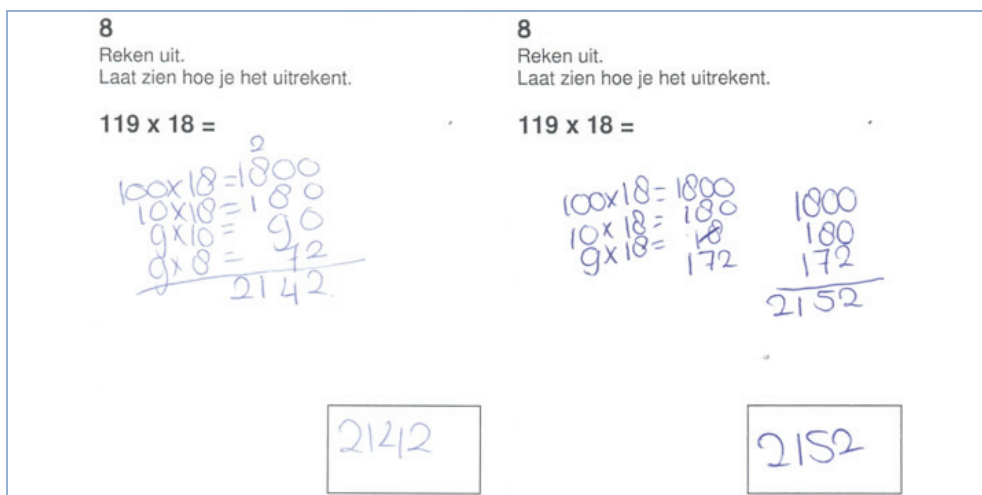 8
Reken uit.
Laat zien hoe je het uitrekent.
119 x 18 =
2
100x18=1800
10x18=180
9x10=90
9x8=72
2142
2142
8
Reken uit.
Laat zien hoe je het uitrekent.
119 x 18 =
100x18=1800
10x18=180
9x18=18
172
1800
180
172
2152
2152